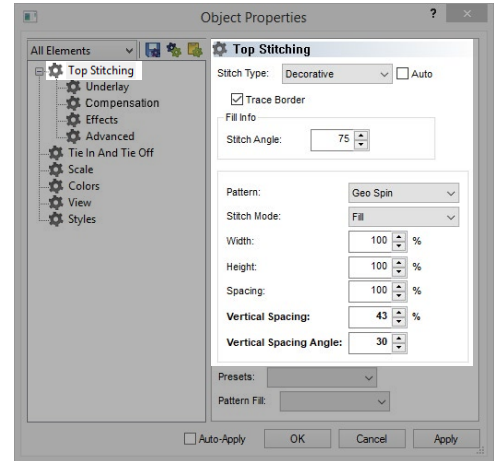 Object Properties
?
All Elements
Top Stitching
Underlay
Compensation
Effects
Advanced
Tie In And Tie Off
Scale
Colors
View
Styles
Top Stitching
Stitch Type: Decorative Auto
Trace Border
Fill Info
Stitch Angle: 75
Pattern: Geo Spin
Stitch Mode: Fill
Width: 100 %
Height: 100 %
Spacing: 100 %
Vertical Spacing: 43 %
Vertical Spacing Angle: 30
Presets:
Pattern Fill:
Auto-Apply OK Cancel Apply